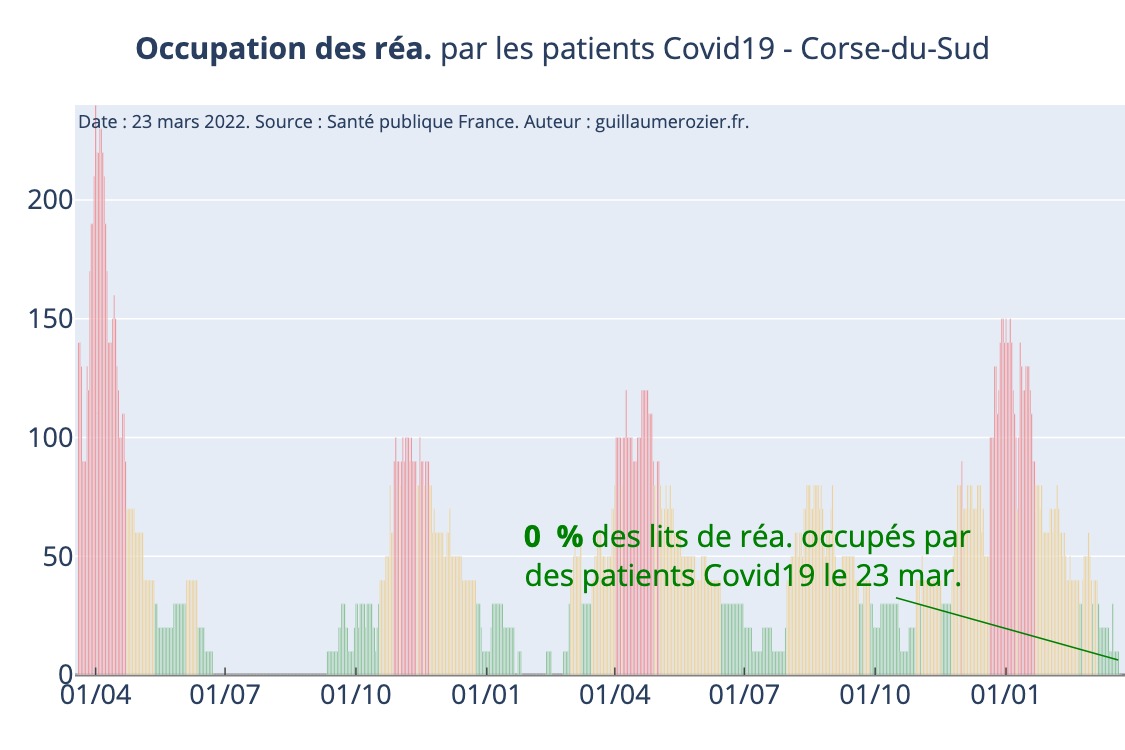 Occupation des réa. par les patients Covid19 - Corse-du-Sud
Date : 23 mars 2022. Source : Santé publique France. Auteur : guillaumerozier.fr.
200
150
100
50
0
0 % des lits de réa. occupés par
des patients Covid19 le 23 mar.
01/04 01/07 01/10 01/01 01/04 01/07 01/10 01/01